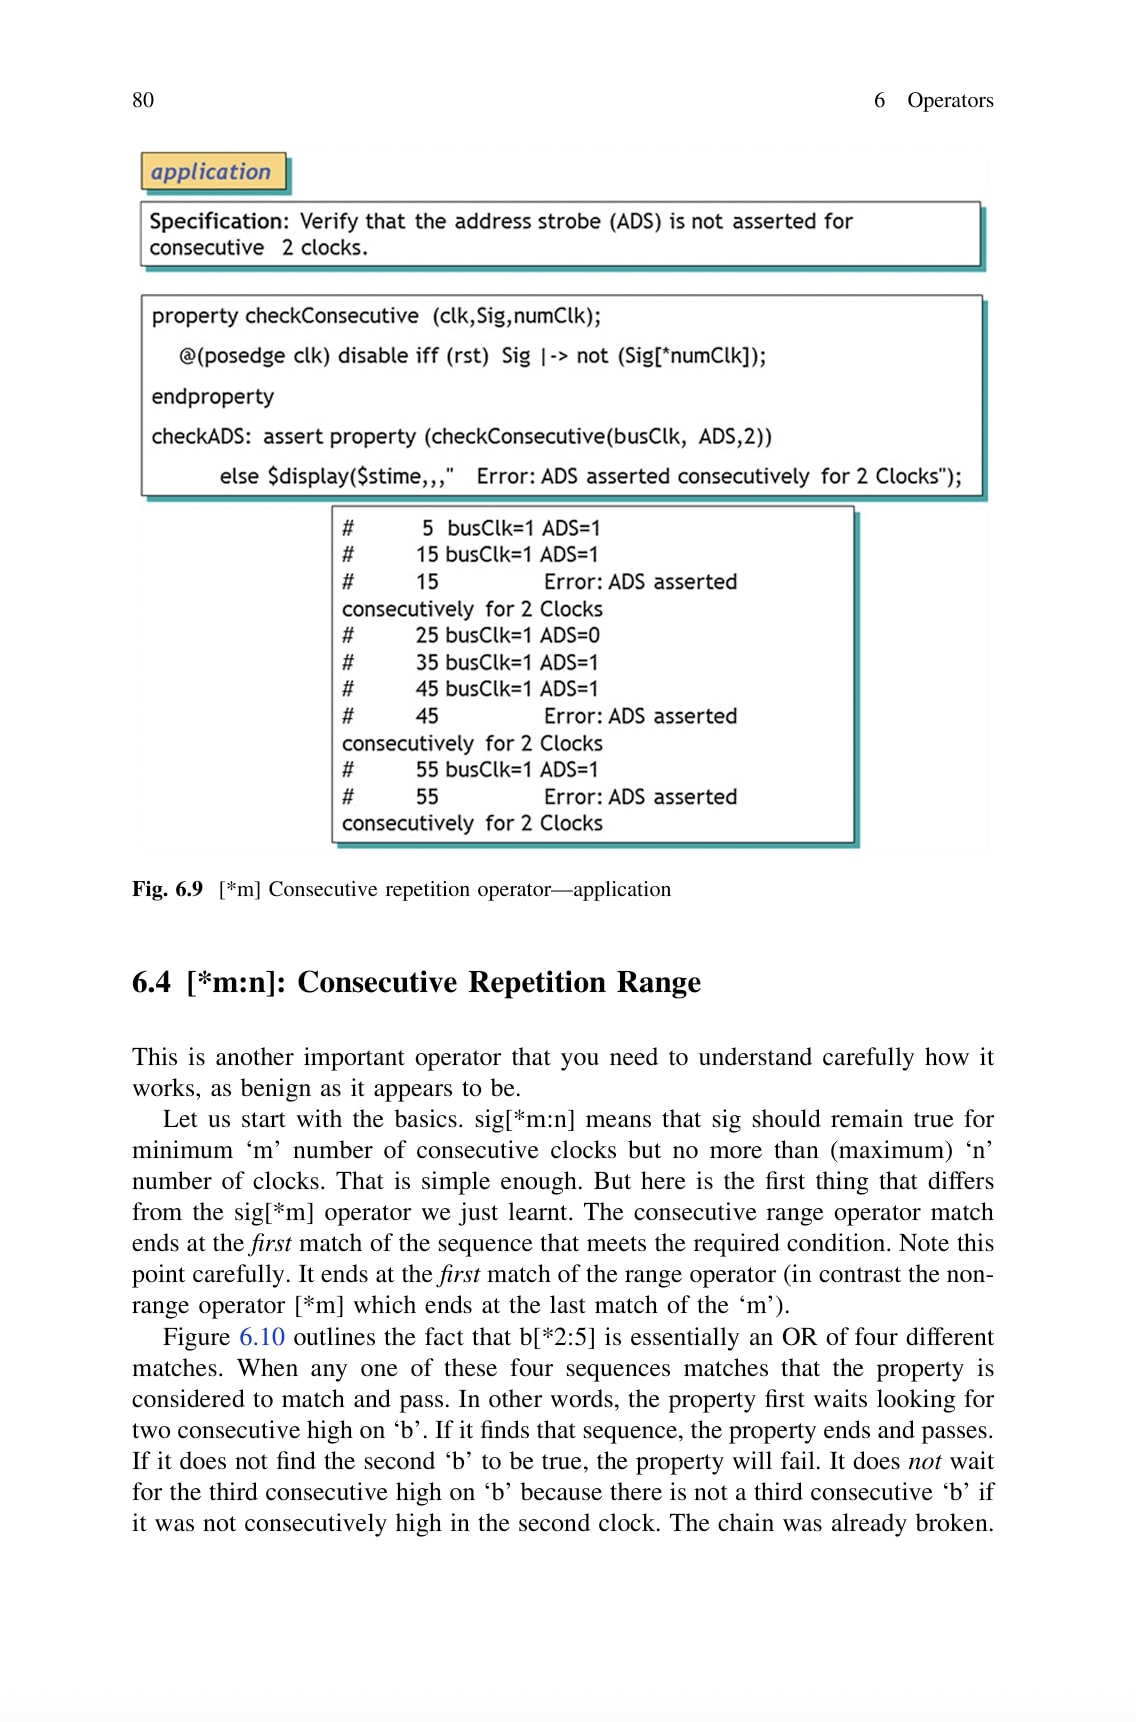 80
6 Operators
application
Specification: Verify that the address strobe (ADS) is not asserted for
consecutive 2 clocks.
property checkConsecutive (clk,Sig,numClk);
@(posedge clk) disable iff (rst) Sig |-> not (Sig[*numClk]);
endproperty
checkADS: assert property (checkConsecutive(busClk, ADS,2))
else $display($stime,,," Error: ADS asserted consecutively for 2 Clocks");
# 5 busClk=1 ADS=1
# 15 busClk=1 ADS=1
# 15 Error: ADS asserted
consecutively for 2 Clocks
# 25 busClk=1 ADS=0
# 35 busClk=1 ADS=1
# 45 busClk=1 ADS=1
# 45 Error: ADS asserted
consecutively for 2 Clocks
# 55 busClk=1 ADS=1
# 55 Error: ADS asserted
consecutively for 2 Clocks
Fig. 6.9 [*m] Consecutive repetition operator—application
6.4 [*m:n]: Consecutive Repetition Range
This is another important operator that you need to understand carefully how it
works, as benign as it appears to be.
Let us start with the basics. sig[*m:n] means that sig should remain true for
minimum ‘m’ number of consecutive clocks but no more than (maximum) ‘n’
number of clocks. That is simple enough. But here is the first thing that differs
from the sig[*m] operator we just learnt. The consecutive range operator match
ends at the first match of the sequence that meets the required condition. Note this
point carefully. It ends at the first match of the range operator (in contrast the non-
range operator [*m] which ends at the last match of the ‘m’).
Figure 6.10 outlines the fact that b[*2:5] is essentially an OR of four different
matches. When any one of these four sequences matches that the property is
considered to match and pass. In other words, the property first waits looking for
two consecutive high on ‘b’. If it finds that sequence, the property ends and passes.
If it does not find the second ‘b’ to be true, the property will fail. It does not wait
for the third consecutive high on ‘b’ because there is not a third consecutive ‘b’ if
it was not consecutively high in the second clock. The chain was already broken.